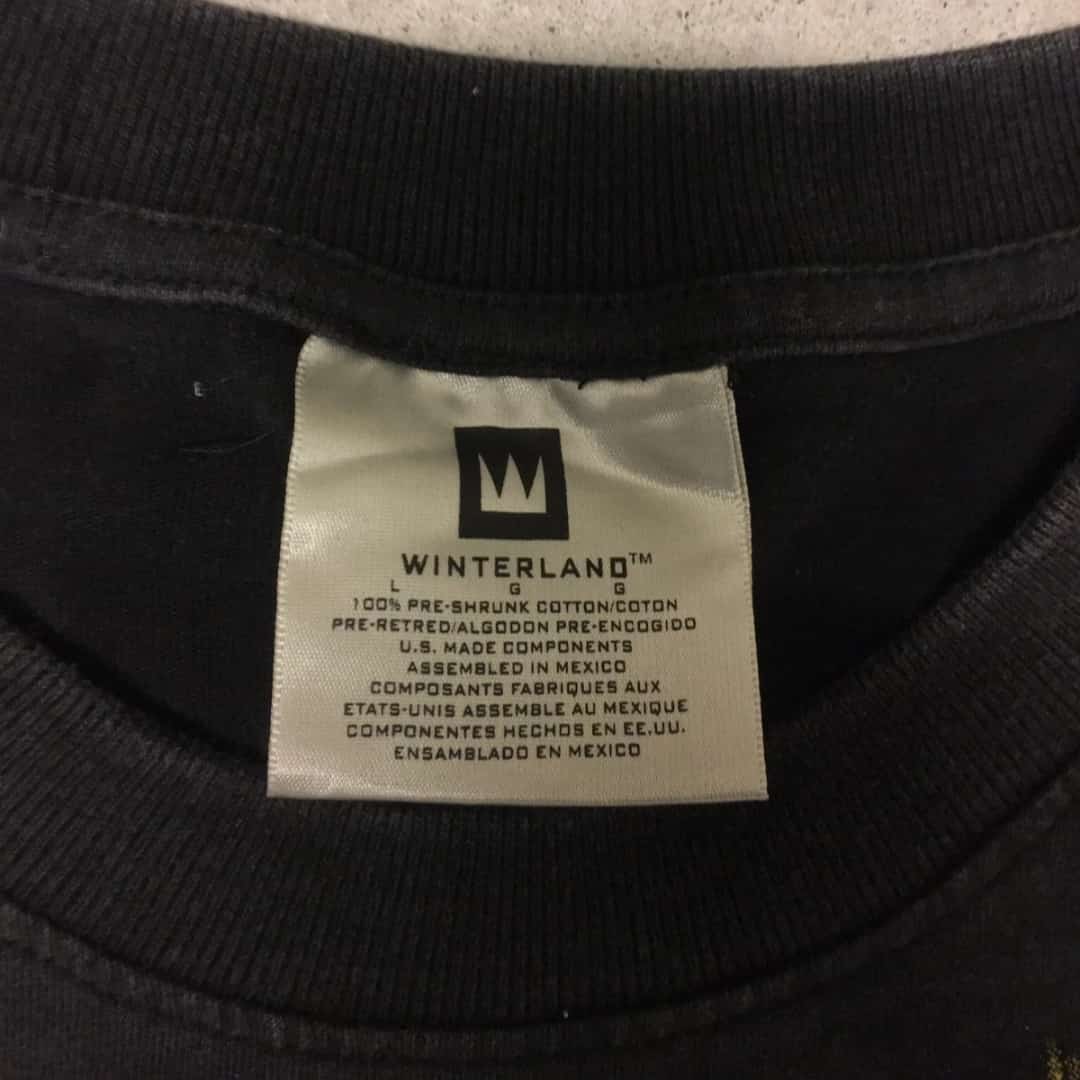 W
WINTERLAND™
L G G
100% PRE-SHRUNK COTTON/COTON
PRE-RETRED/ALGODON PRE-ENCOGIDO
U.S. MADE COMPONENTS
ASSEMBLED IN MEXICO
COMPOSANTS FABRIQUES AUX
ETATS-UNIS ASSEMBLE AU MEXIQUE
COMPONENTES HECHOS EN EE.UU.
ENSAMBLADO EN MEXICO